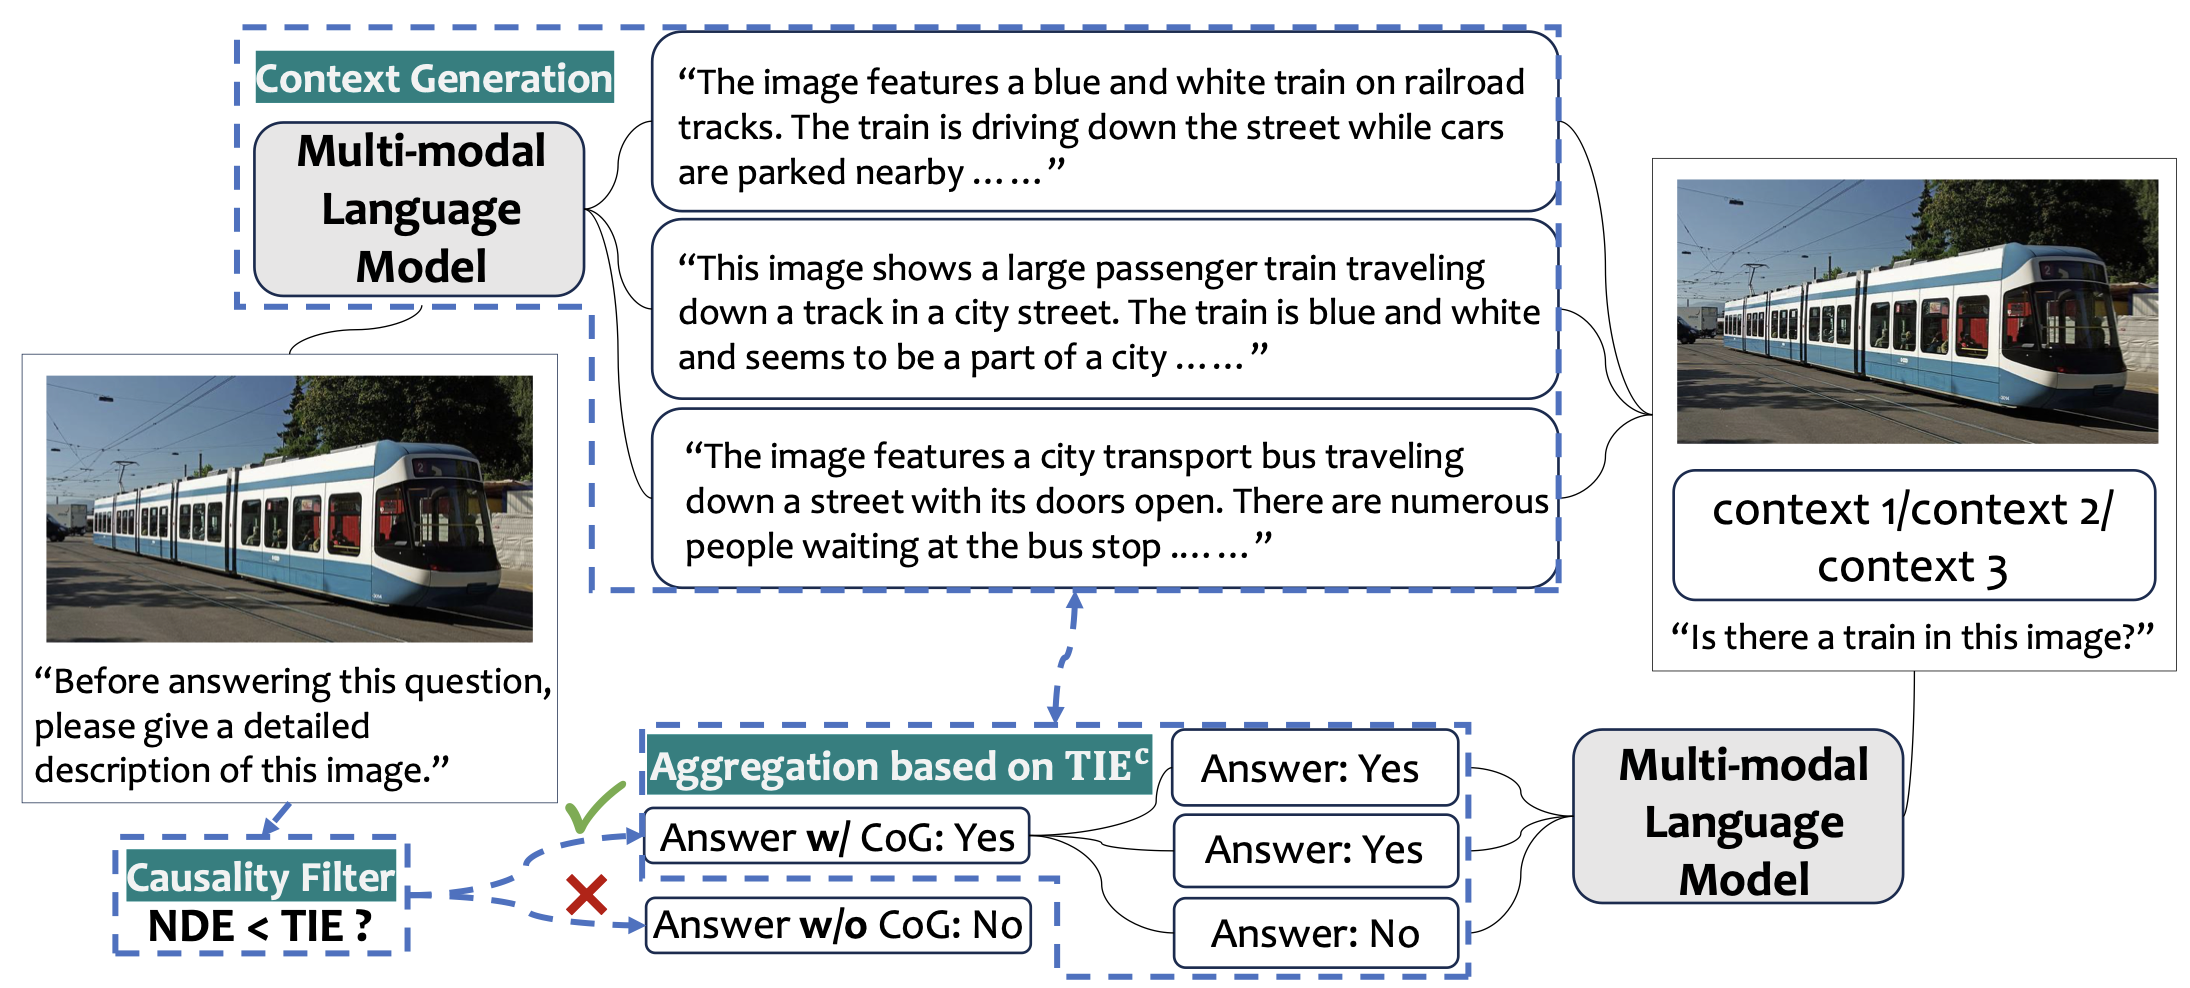 Context Generation
Multi-modal
Language
Model
“The image features a blue and white train on railroad
tracks. The train is driving down the street while cars
are parked nearby ... ... ”
“This image shows a large passenger train traveling
down a track in a city street. The train is blue and white
and seems to be a part of a city ... ... ”
“The image features a city transport bus traveling
down a street with its doors open. There are numerous
people waiting at the bus stop ....... ”
2
“Before answering this question,
please give a detailed
description of this image.”
2
context 1/context 2/
context 3
“Is there a train in this image?”
Causality Filter
NDE < TIE ?
Aggregation based on TIEᶜ
Answer w/ CoG: Yes
Answer w/o CoG: No
Answer: Yes
Answer: Yes
Answer: No
Multi-modal
Language
Model